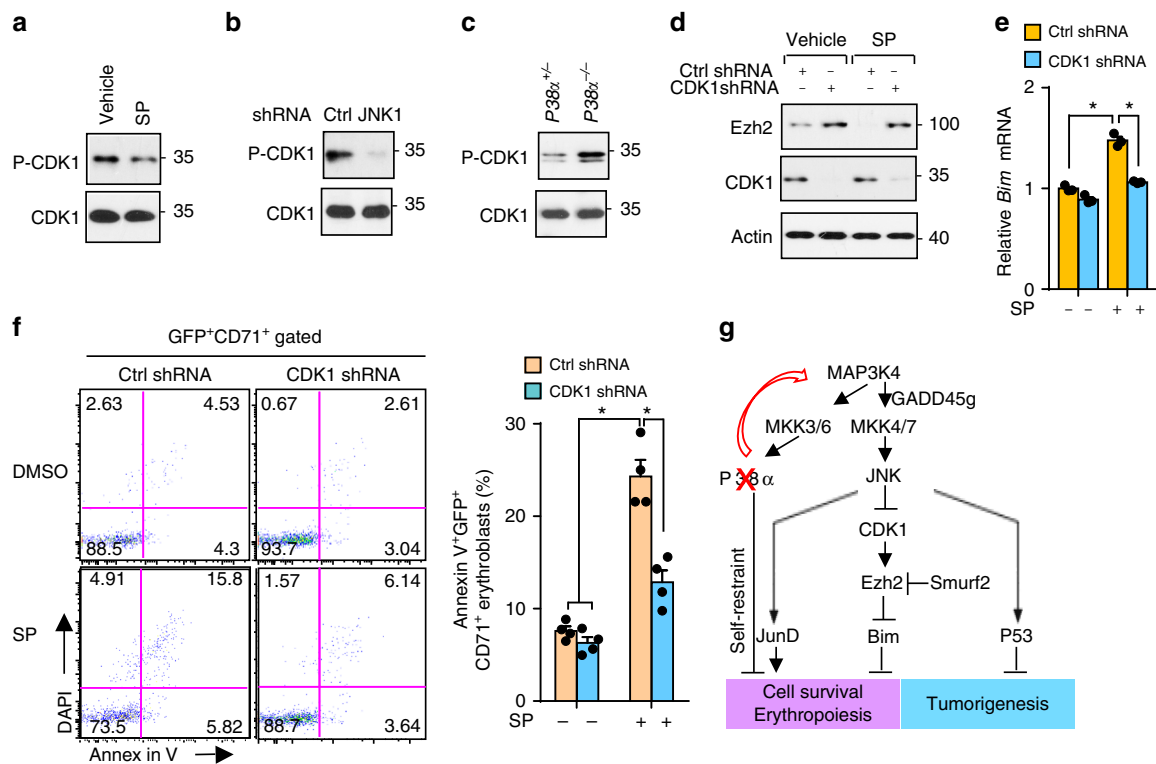 a
Vehicle
SP
P-CDK1
35
CDK1
35
b
shRNA
Ctrl JNK1
P-CDK1
35
CDK1
35
c
P38α+/–
P38α–/–
P-CDK1
35
CDK1
35
d
Vehicle SP
Ctrl shRNA + – + –
CDK1shRNA – + – +
Ezh2
100
CDK1
35
Actin
40
e
Ctrl shRNA
CDK1 shRNA
Relative Bim mRNA
2
1
0
* *
SP – – + +
f
GFP+CD71+ gated
Ctrl shRNA CDK1 shRNA
DMSO
2.63 4.53
88.5 4.3
0.67 2.61
93.7 3.04
SP
4.91 15.8
73.5 5.82
1.57 6.14
88.7 3.64
DAPI
Annex in V
Ctrl shRNA
CDK1 shRNA
Annexin V+GFP+
CD71+ erythroblasts (%)
30
20
10
0
* *
SP – – + +
g
MAP3K4
GADD45g
MKK3/6 MKK4/7
P38α JNK
CDK1
Ezh2 Smurf2
Self-restraint
JunD Bim P53
Cell survival
Erythropoiesis
Tumorigenesis